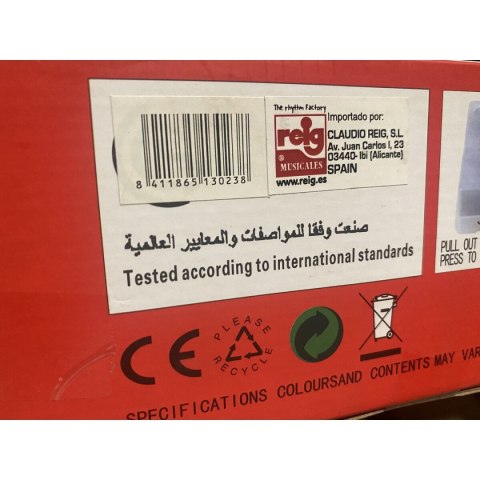 The rhythm Factory
reig
® MUSICALES
www.reig.es
Importado por:
CLAUDIO REIG, S.L.
Av. Juan Carlos I, 23
03440- Ibi (Alicante)
SPAIN
8 411865 130238
صنعت وفقا للمواصفات والمعايير العالمية
Tested according to international standards
PULL OUT
PRESS TO
CE
PLEASE
RECYCLE
SPECIFICATIONS COLOURSAND CONTENTS MAY VAR